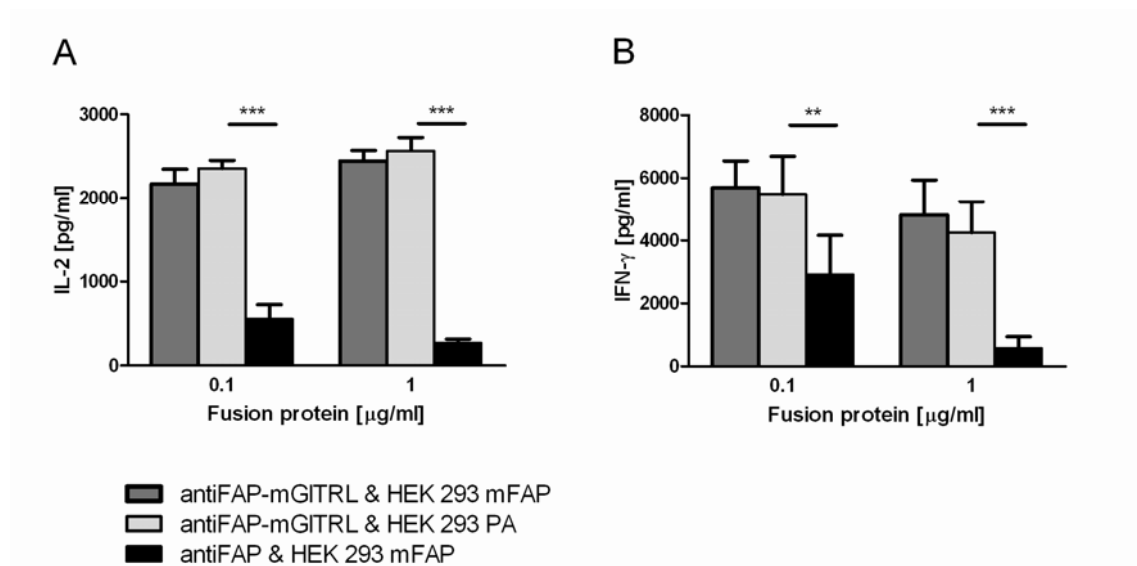 A
IL-2 [pg/ml]
3000
2000
1000
0
***
***
0.1
1
Fusion protein [μg/ml]
B
IFN-γ [pg/ml]
8000
6000
4000
2000
0
**
***
0.1
1
Fusion protein [μg/ml]
antiFAP-mGITRL & HEK 293 mFAP
antiFAP-mGITRL & HEK 293 PA
antiFAP & HEK 293 mFAP